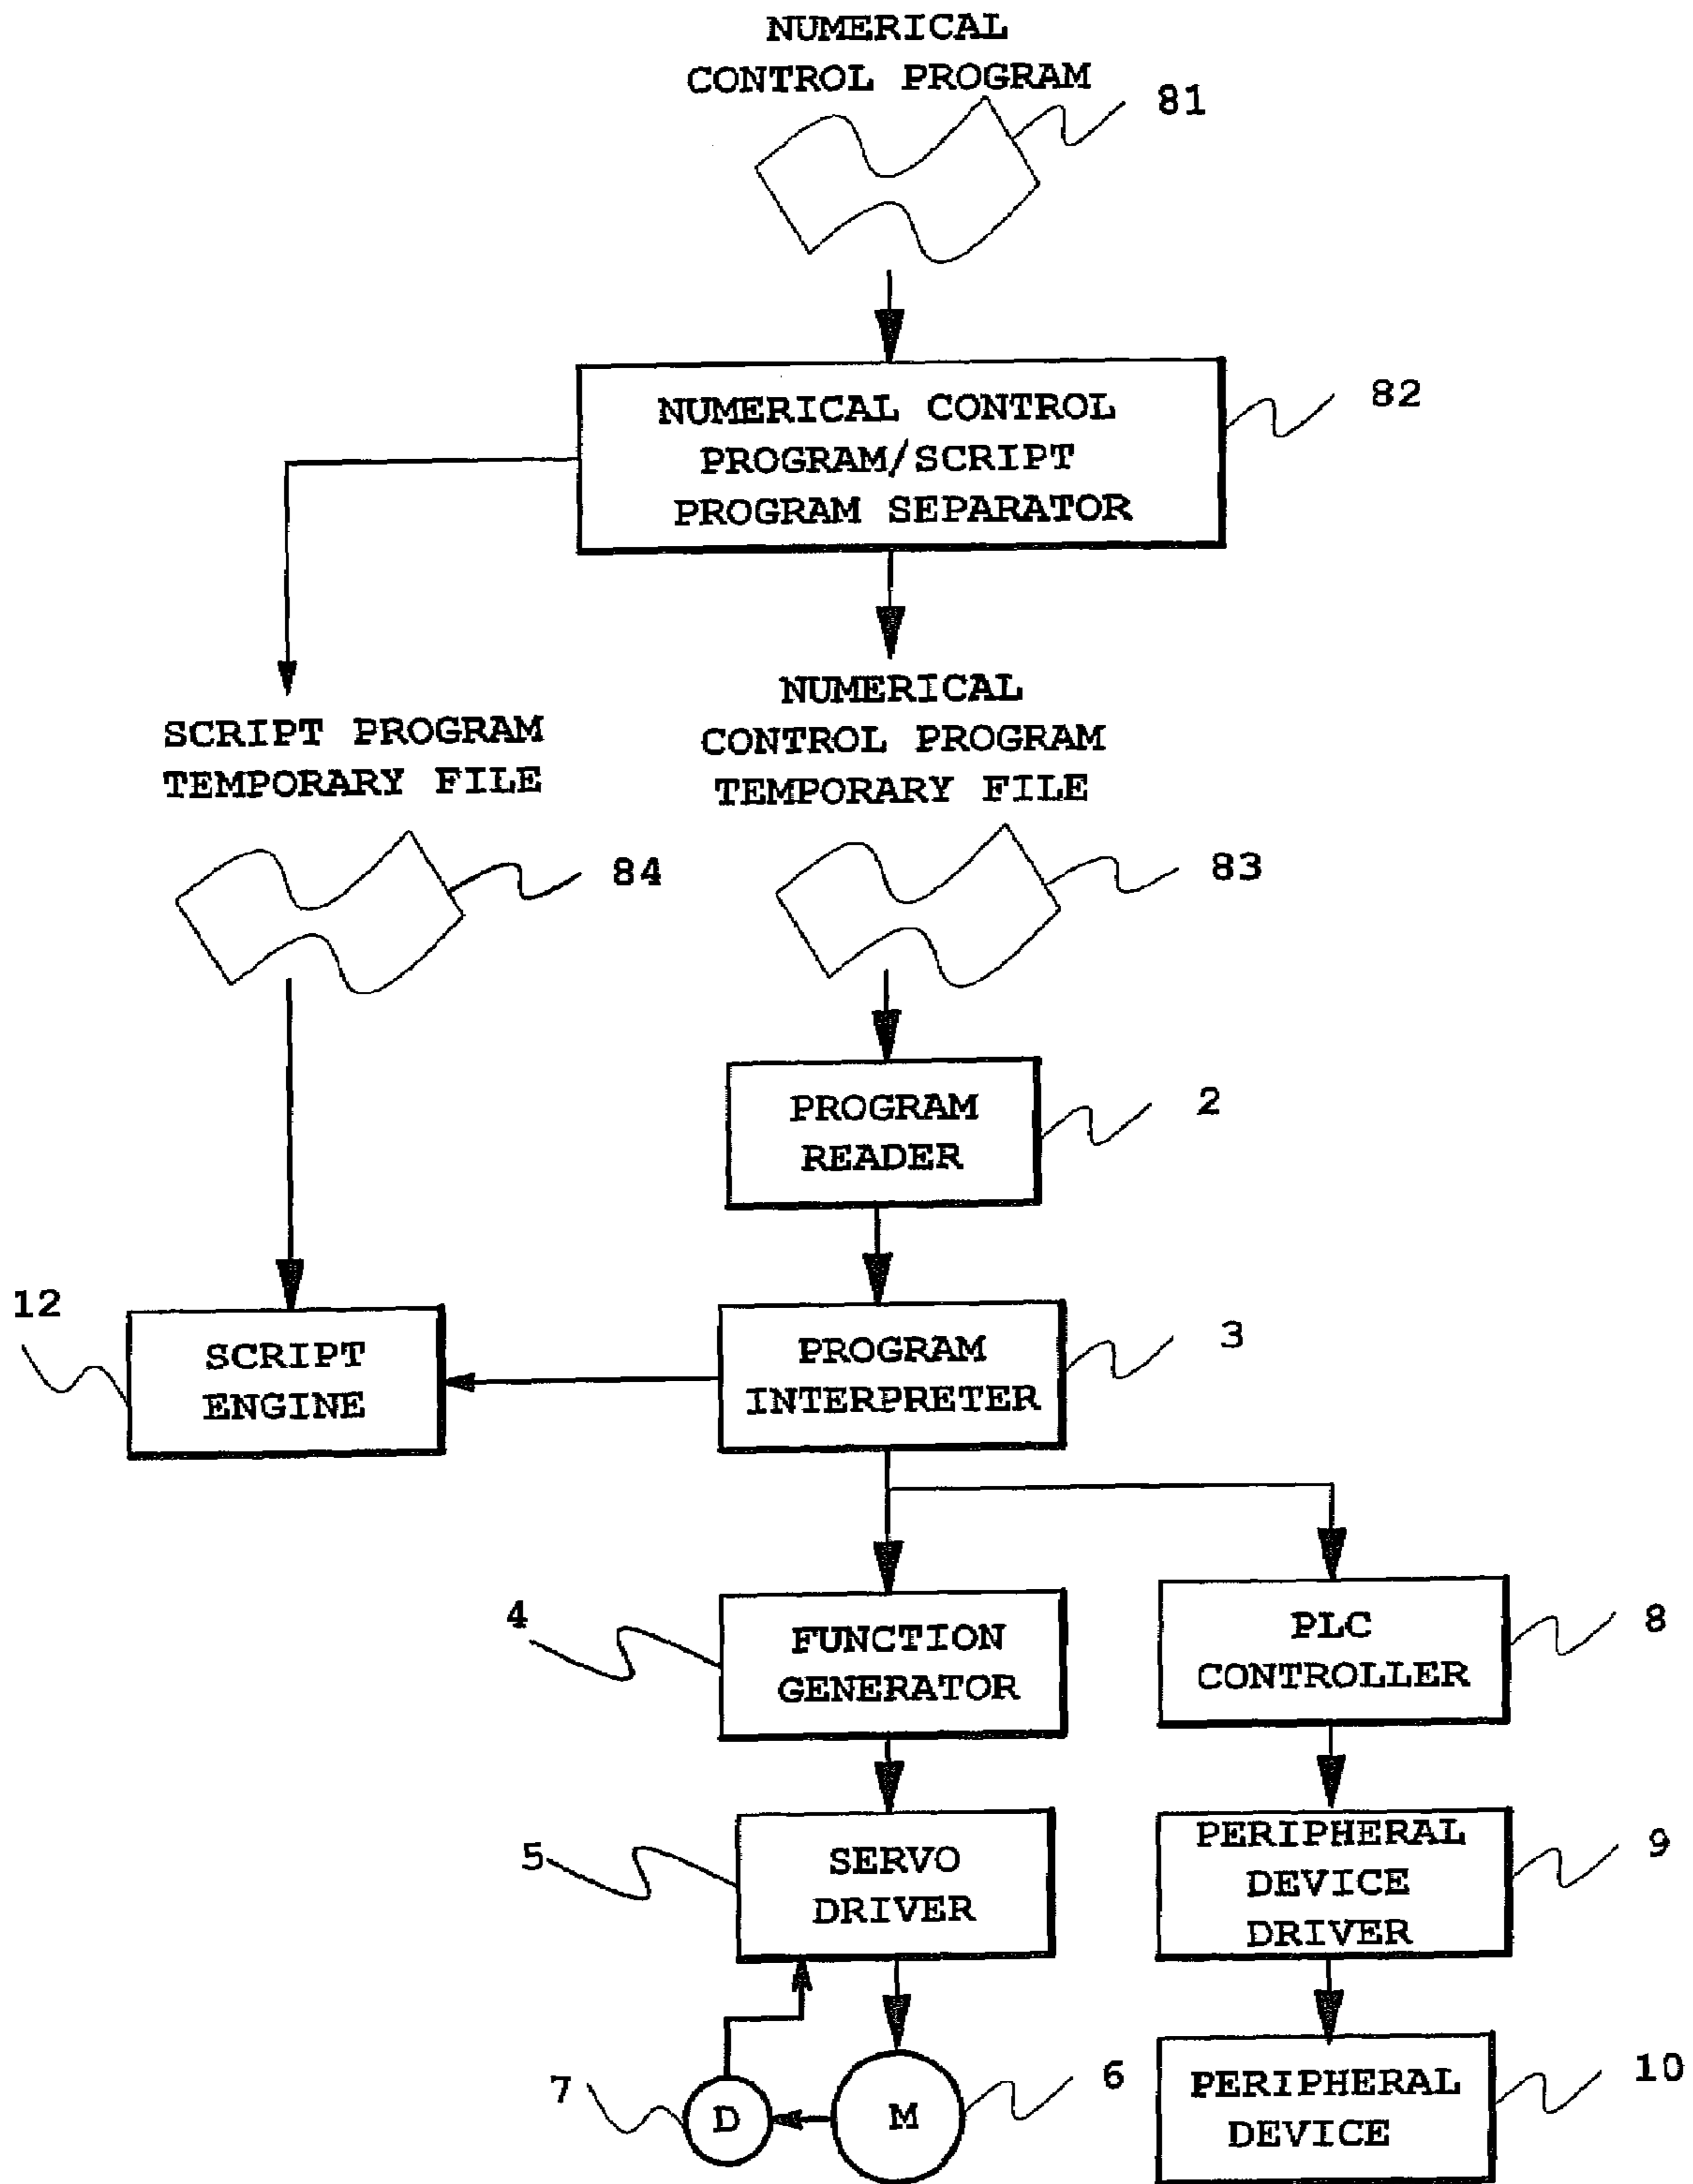 NUMERICAL
CONTROL PROGRAM
81
NUMERICAL CONTROL
PROGRAM/SCRIPT
PROGRAM SEPARATOR
82
SCRIPT PROGRAM
TEMPORARY FILE
NUMERICAL
CONTROL PROGRAM
TEMPORARY FILE
84
83
PROGRAM
READER
2
12
SCRIPT
ENGINE
PROGRAM
INTERPRETER
3
4
FUNCTION
GENERATOR
PLC
CONTROLLER
8
5
SERVO
DRIVER
PERIPHERAL
DEVICE
DRIVER
9
7
D
M
6
PERIPHERAL
DEVICE
10